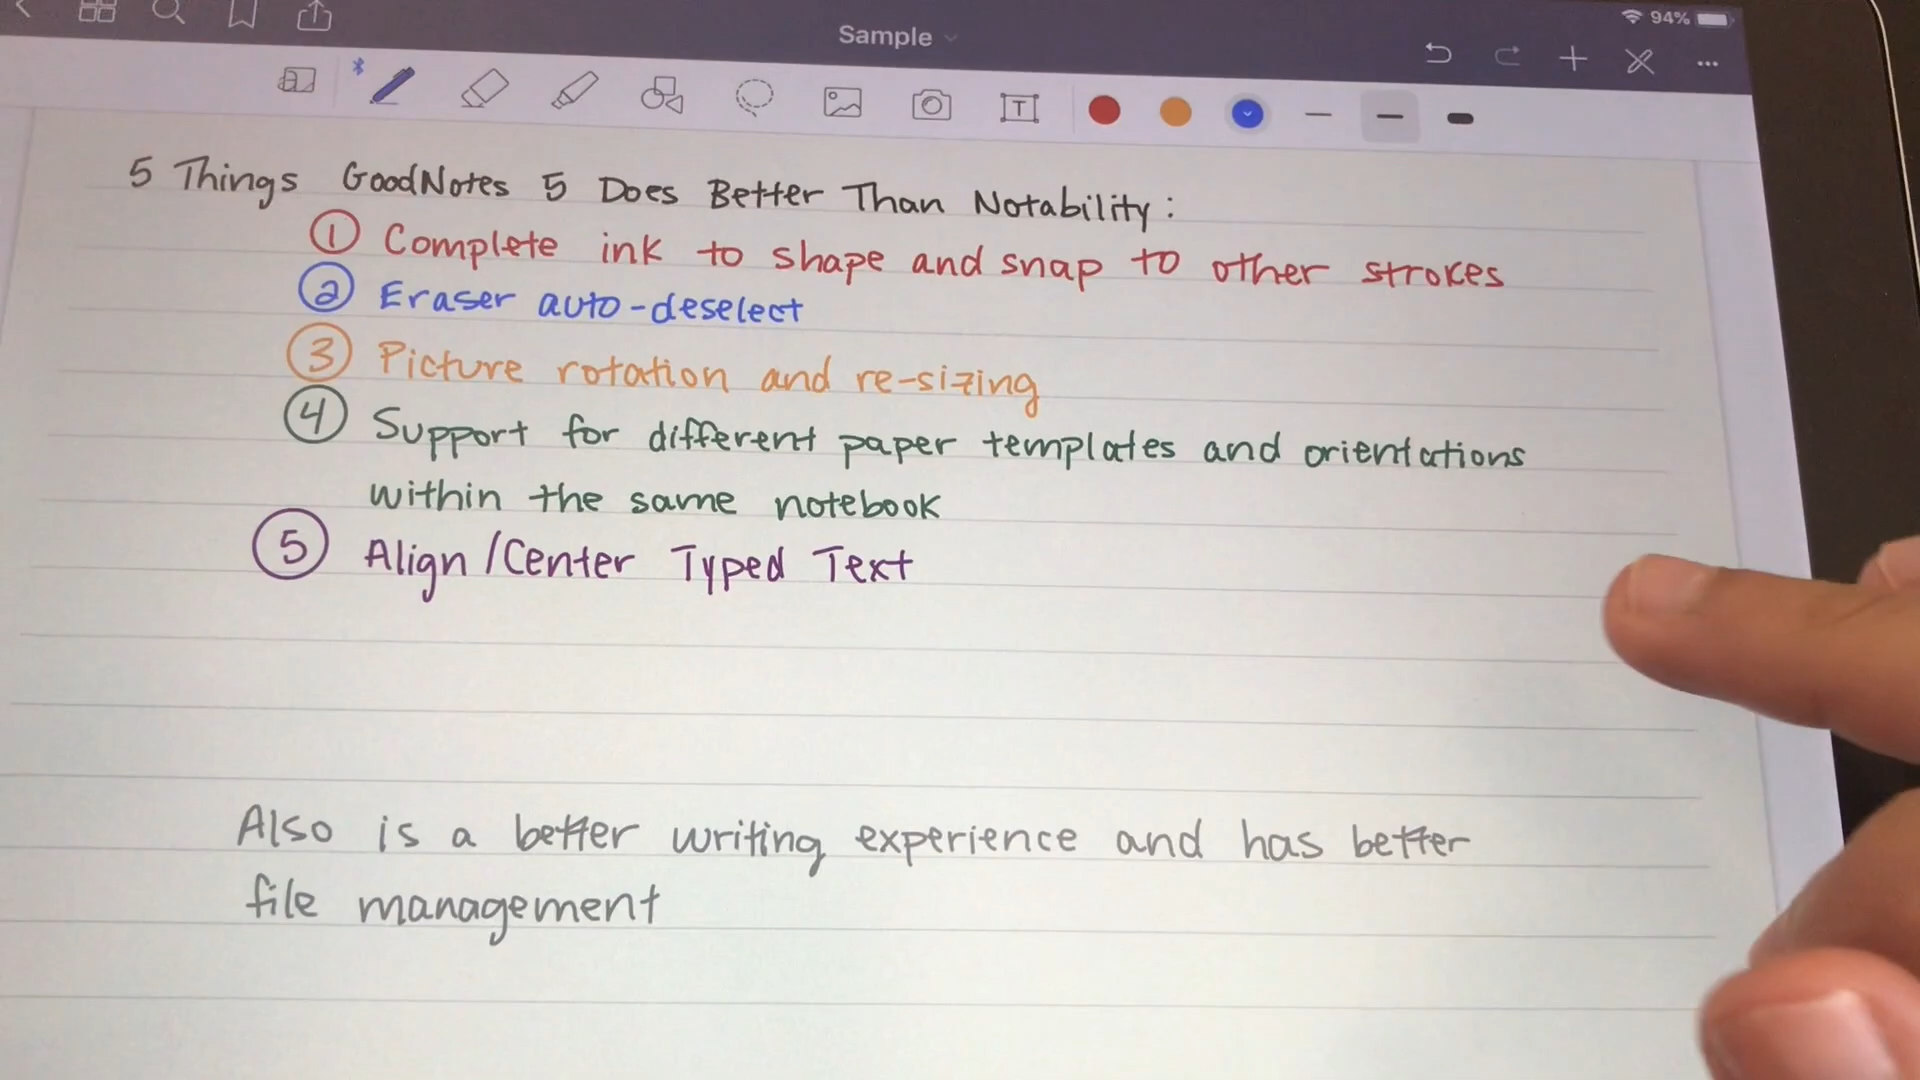 94%
Sample
5 Things GoodNotes 5 Does Better Than Notability:
1 Complete ink to shape and snap to other strokes
2 Eraser auto-deselect
3 Picture rotation and re-sizing
4 Support for different paper templates and orientations
within the same notebook
5 Align/Center Typed Text
Also is a better writing experience and has better
file management